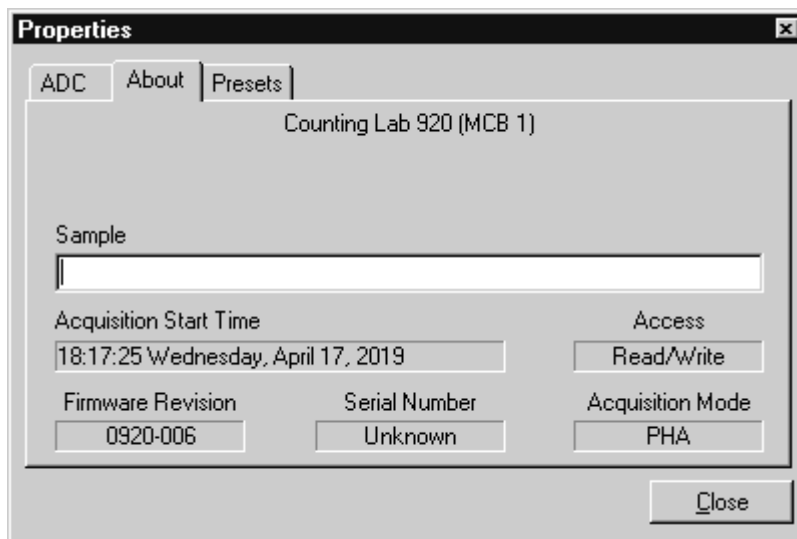 Properties
ADC About Presets
Counting Lab 920 (MCB 1)
Sample
Acquisition Start Time Access
18:17:25 Wednesday, April 17, 2019 Read/Write
Firmware Revision Serial Number Acquisition Mode
0920-006 Unknown PHA
Close